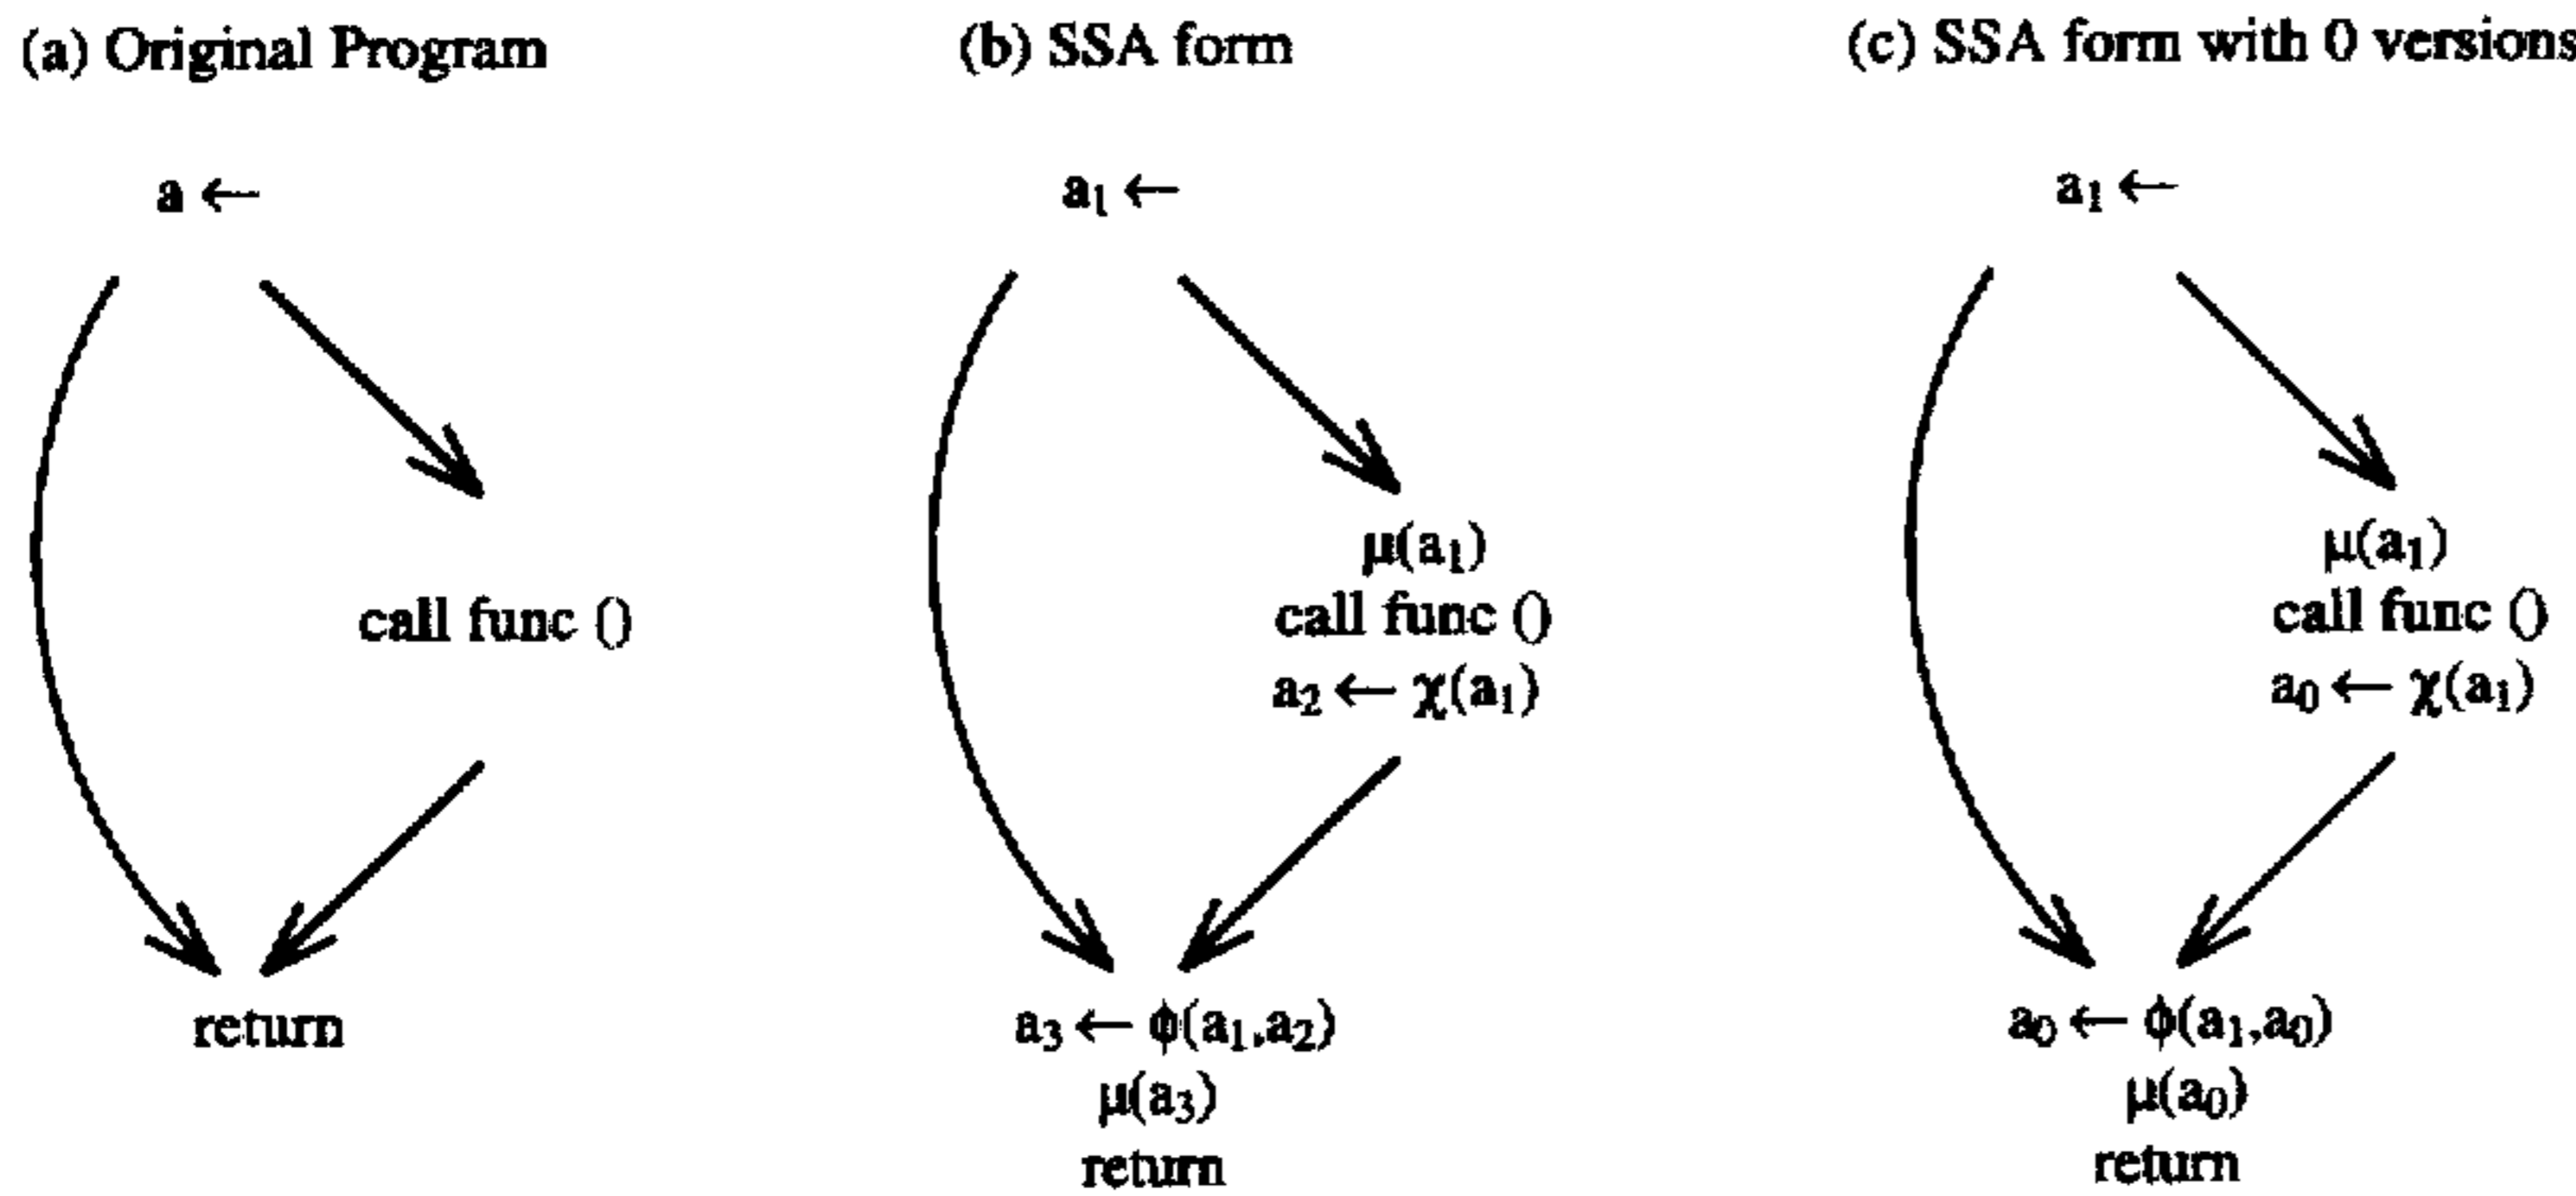 (a) Original Program
a ←
call func ()
return
(b) SSA form
a₁ ←
μ(a₁)
call func ()
a₂ ← χ(a₁)
a₃ ← ϕ(a₁,a₂)
μ(a₃)
return
(c) SSA form with 0 versions
a₁ ←
μ(a₁)
call func ()
a₀ ← χ(a₁)
a₀ ← ϕ(a₁,a₀)
μ(a₀)
return